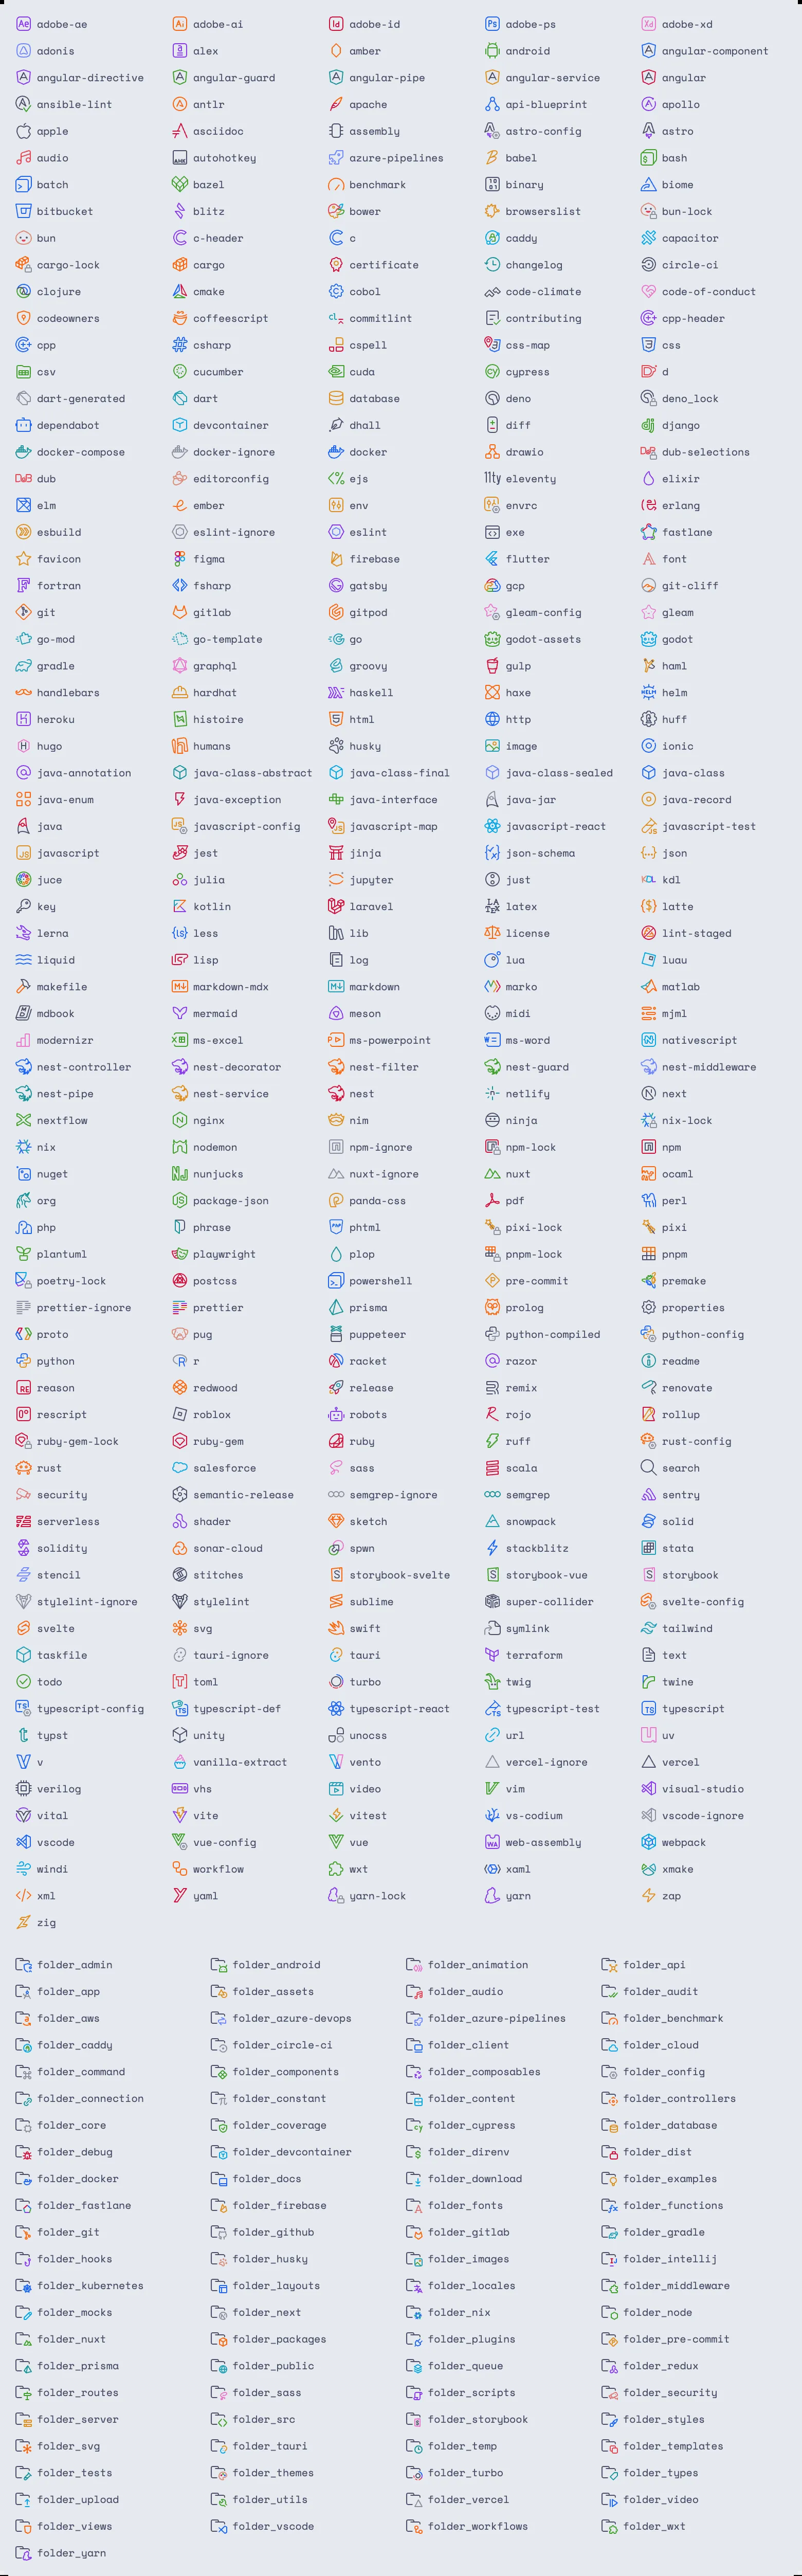 adobe-ae adobe-ai adobe-id adobe-ps adobe-xd
adonis alex amber android angular-component
angular-directive angular-guard angular-pipe angular-service angular
ansible-lint antlr apache api-blueprint apollo
apple asciidoc assembly astro-config astro
audio autohotkey azure-pipelines babel bash
batch bazel benchmark binary biome
bitbucket blitz bower browserslist bun-lock
bun c-header c caddy capacitor
cargo-lock cargo certificate changelog circle-ci
clojure cmake cobol code-climate code-of-conduct
codeowners coffeescript commitlint contributing cpp-header
cpp csharp cspell css-map css
csv cucumber cuda cypress d
dart-generated dart database deno deno_lock
dependabot devcontainer dhall diff django
docker-compose docker-ignore docker drawio dub-selections
dub editorconfig ejs eleventy elixir
elm ember env envrc erlang
esbuild eslint-ignore eslint exe fastlane
favicon figma firebase flutter font
fortran fsharp gatsby gcp git-cliff
git gitlab gitpod gleam-config gleam
go-mod go-template go godot-assets godot
gradle graphql groovy gulp haml
handlebars hardhat haskell haxe helm
heroku histoire html http huff
hugo humans husky image ionic
java-annotation java-class-abstract java-class-final java-class-sealed java-class
java-enum java-exception java-interface java-jar java-record
java javascript-config javascript-map javascript-react javascript-test
javascript jest jinja json-schema json
juce julia jupyter just kdl
key kotlin laravel latex latte
lerna less lib license lint-staged
liquid lisp log lua luau
makefile markdown-mdx markdown marko matlab
mdbook mermaid meson midi mjml
modernizr ms-excel ms-powerpoint ms-word nativescript
nest-controller nest-decorator nest-filter nest-guard nest-middleware
nest-pipe nest-service nest netlify next
nextflow nginx nim ninja nix-lock
nix nodemon npm-ignore npm-lock npm
nuget nunjucks nuxt-ignore nuxt ocaml
org package-json panda-css pdf perl
php phrase phtml pixi-lock pixi
plantuml playwright plop pnpm-lock pnpm
poetry-lock postcss powershell pre-commit premake
prettier-ignore prettier prisma prolog properties
proto pug puppeteer python-compiled python-config
python r racket razor readme
reason redwood release remix renovate
rescript roblox robots rojo rollup
ruby-gem-lock ruby-gem ruby ruff rust-config
rust salesforce sass scala search
security semantic-release semgrep-ignore semgrep sentry
serverless shader sketch snowpack solid
solidity sonar-cloud spwn stackblitz stata
stencil stitches storybook-svelte storybook-vue storybook
stylelint-ignore stylelint sublime super-collider svelte-config
svelte svg swift symlink tailwind
taskfile tauri-ignore tauri terraform text
todo toml turbo twig twine
typescript-config typescript-def typescript-react typescript-test typescript
typst unity unocss url uv
v vanilla-extract vento vercel-ignore vercel
verilog vhs video vim visual-studio
vital vite vitest vs-codium vscode-ignore
vscode vue-config vue web-assembly webpack
windi workflow wxt xaml xmake
xml yaml yarn-lock yarn zap
zig
folder_admin folder_android folder_animation folder_api
folder_app folder_assets folder_audio folder_audit
folder_aws folder_azure-devops folder_azure-pipelines folder_benchmark
folder_caddy folder_circle-ci folder_client folder_cloud
folder_command folder_components folder_composables folder_config
folder_connection folder_constant folder_content folder_controllers
folder_core folder_coverage folder_cypress folder_database
folder_debug folder_devcontainer folder_direnv folder_dist
folder_docker folder_docs folder_download folder_examples
folder_fastlane folder_firebase folder_fonts folder_functions
folder_git folder_github folder_gitlab folder_gradle
folder_hooks folder_husky folder_images folder_intellij
folder_kubernetes folder_layouts folder_locales folder_middleware
folder_mocks folder_next folder_nix folder_node
folder_nuxt folder_packages folder_plugins folder_pre-commit
folder_prisma folder_public folder_queue folder_redux
folder_routes folder_sass folder_scripts folder_security
folder_server folder_src folder_storybook folder_styles
folder_svg folder_tauri folder_temp folder_templates
folder_tests folder_themes folder_turbo folder_types
folder_upload folder_utils folder_vercel folder_video
folder_views folder_vscode folder_workflows folder_wxt
folder_yarn